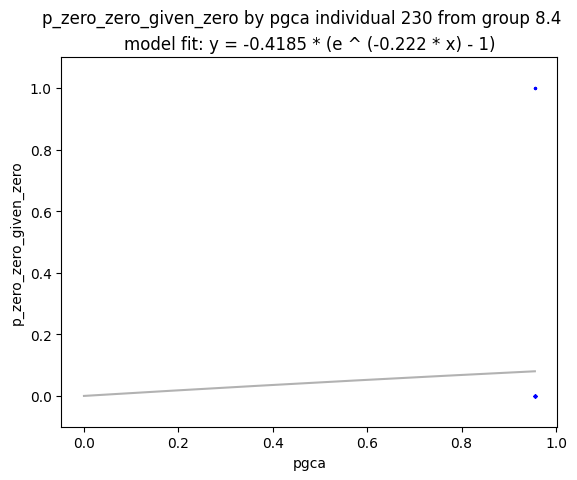 p_zero_zero_given_zero by pgca individual 230 from group 8.4
model fit: y = -0.4185 * (e ^ (-0.222 * x) - 1)
1.0
0.8
0.6
0.4
0.2
0.0
p_zero_zero_given_zero
0.0 0.2 0.4 0.6 0.8 1.0
pgca